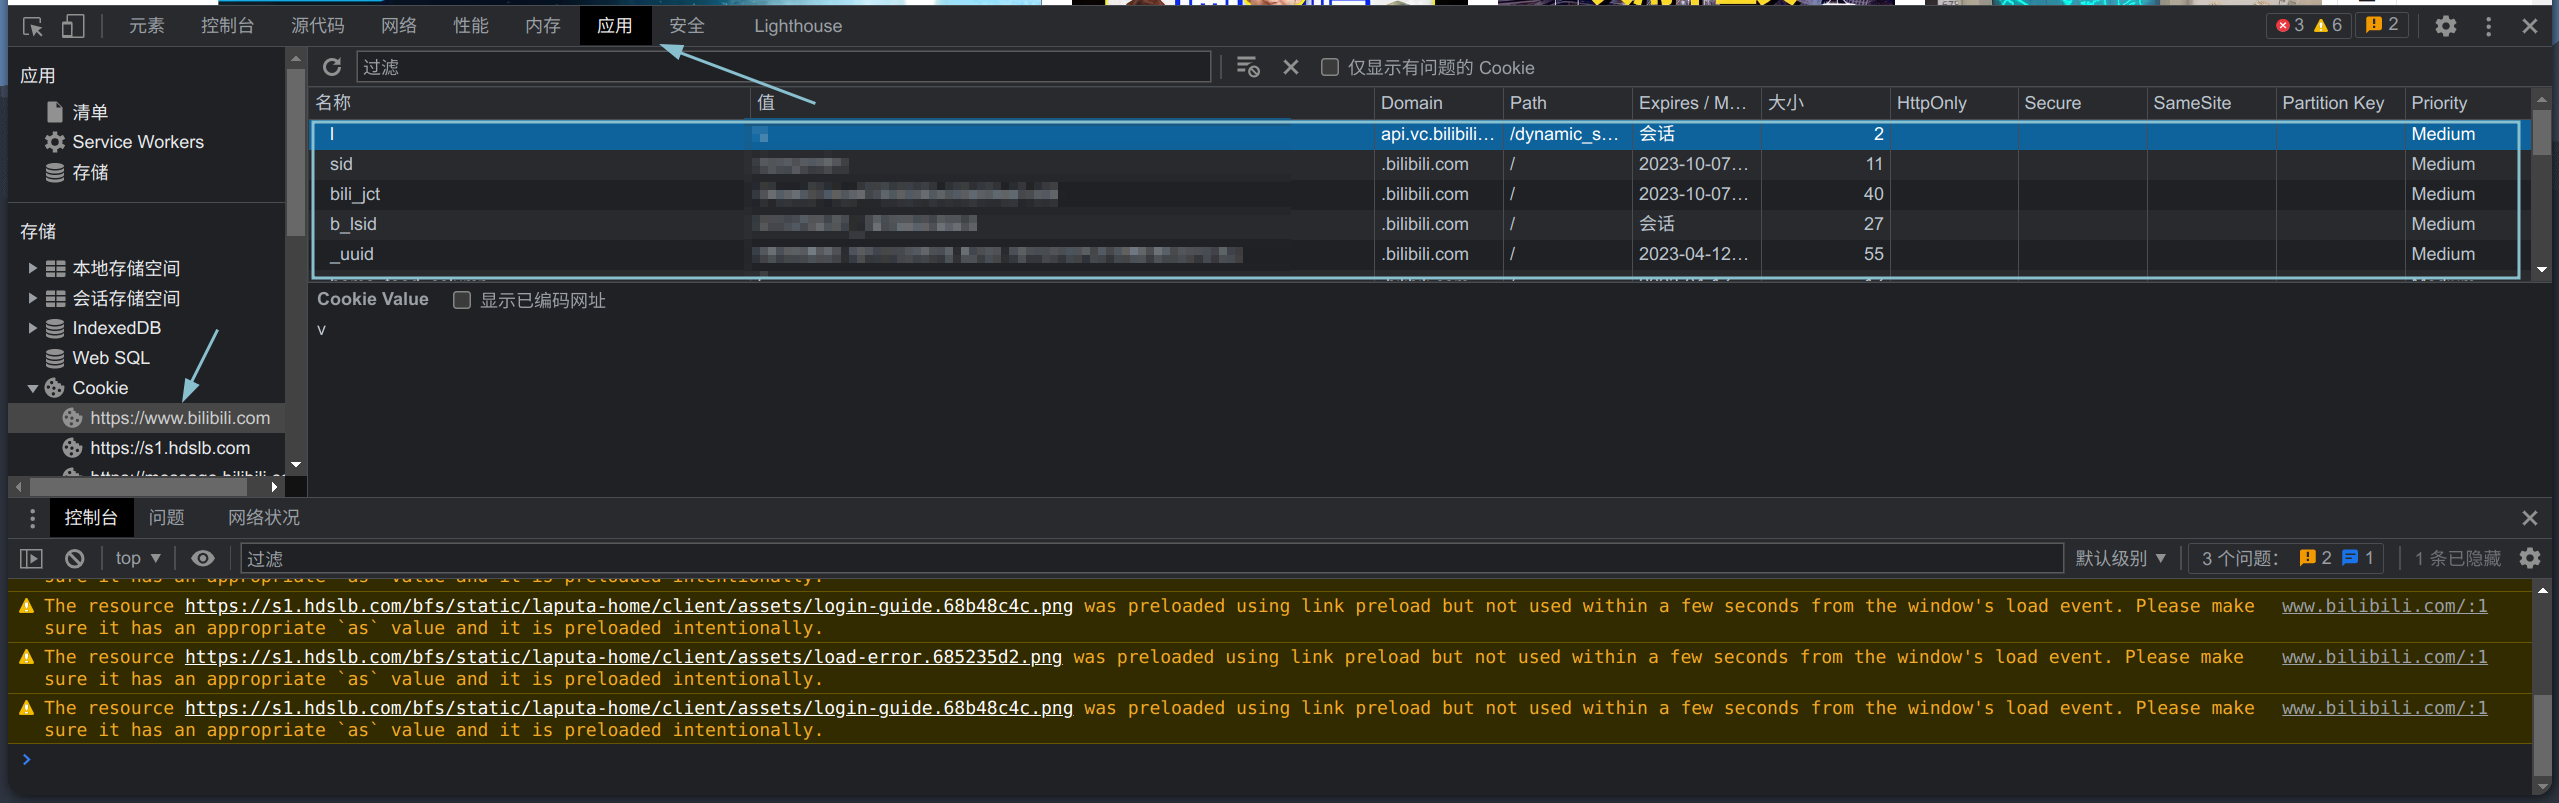 元素 控制台 源代码 网络 性能 内存 应用 安全 Lighthouse 3 6 2
应用
清单
Service Workers
存储
存储
本地存储空间
会话存储空间
IndexedDB
Web SQL
Cookie
https://www.bilibili.com
https://s1.hdslb.com
过滤 仅显示有问题的 Cookie
名称 值 Domain Path Expires / M... 大小 HttpOnly Secure SameSite Partition Key Priority
l api.vc.bilibili... /dynamic_s... 会话 2 Medium
sid .bilibili.com / 2023-10-07... 11 Medium
bili_jct .bilibili.com / 2023-10-07... 40 Medium
b_lsid .bilibili.com / 会话 27 Medium
_uuid .bilibili.com / 2023-04-12... 55 Medium
Cookie Value 显示已编码网址
v
控制台 问题 网络状况
top 过滤 默认级别 3 个问题： 2 1 1 条已隐藏
sure it has an appropriate `as` value and it is preloaded intentionally.
The resource https://s1.hdslb.com/bfs/static/laputa-home/client/assets/login-guide.68b48c4c.png was preloaded using link preload but not used within a few seconds from the window's load event. Please make www.bilibili.com/:1
sure it has an appropriate `as` value and it is preloaded intentionally.
The resource https://s1.hdslb.com/bfs/static/laputa-home/client/assets/load-error.685235d2.png was preloaded using link preload but not used within a few seconds from the window's load event. Please make www.bilibili.com/:1
sure it has an appropriate `as` value and it is preloaded intentionally.
The resource https://s1.hdslb.com/bfs/static/laputa-home/client/assets/login-guide.68b48c4c.png was preloaded using link preload but not used within a few seconds from the window's load event. Please make www.bilibili.com/:1
sure it has an appropriate `as` value and it is preloaded intentionally.